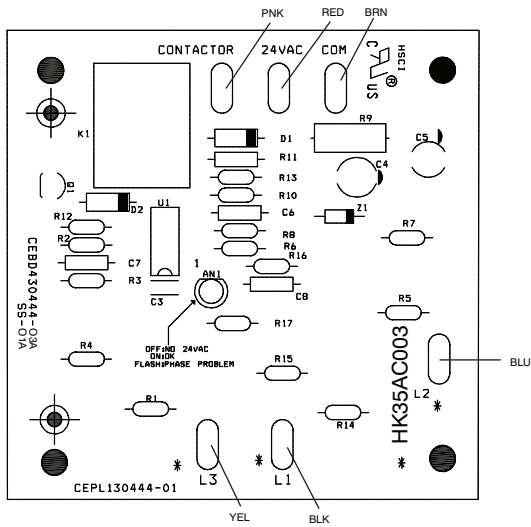 PNK
RED
BRN
CONTACTOR
24VAC
COM
C
US
®
HSCI
K1
D1
R9
R11
C4
C5
R13
R10
Q1
D2
U1
C6
Z1
R12
R8
R7
R2
R6
C7
1
R16
AN1
R3
C8
C3
CEBD430444-03A
SS-01A
R5
R17
OFF:NO 24VAC
ON:OK
FLASH:PHASE PROBLEM
R4
R15
BLU
HK35AC003
L2
*
R1
R14
*
*
*
L3
L1
CEPL130444-01
YEL
BLK